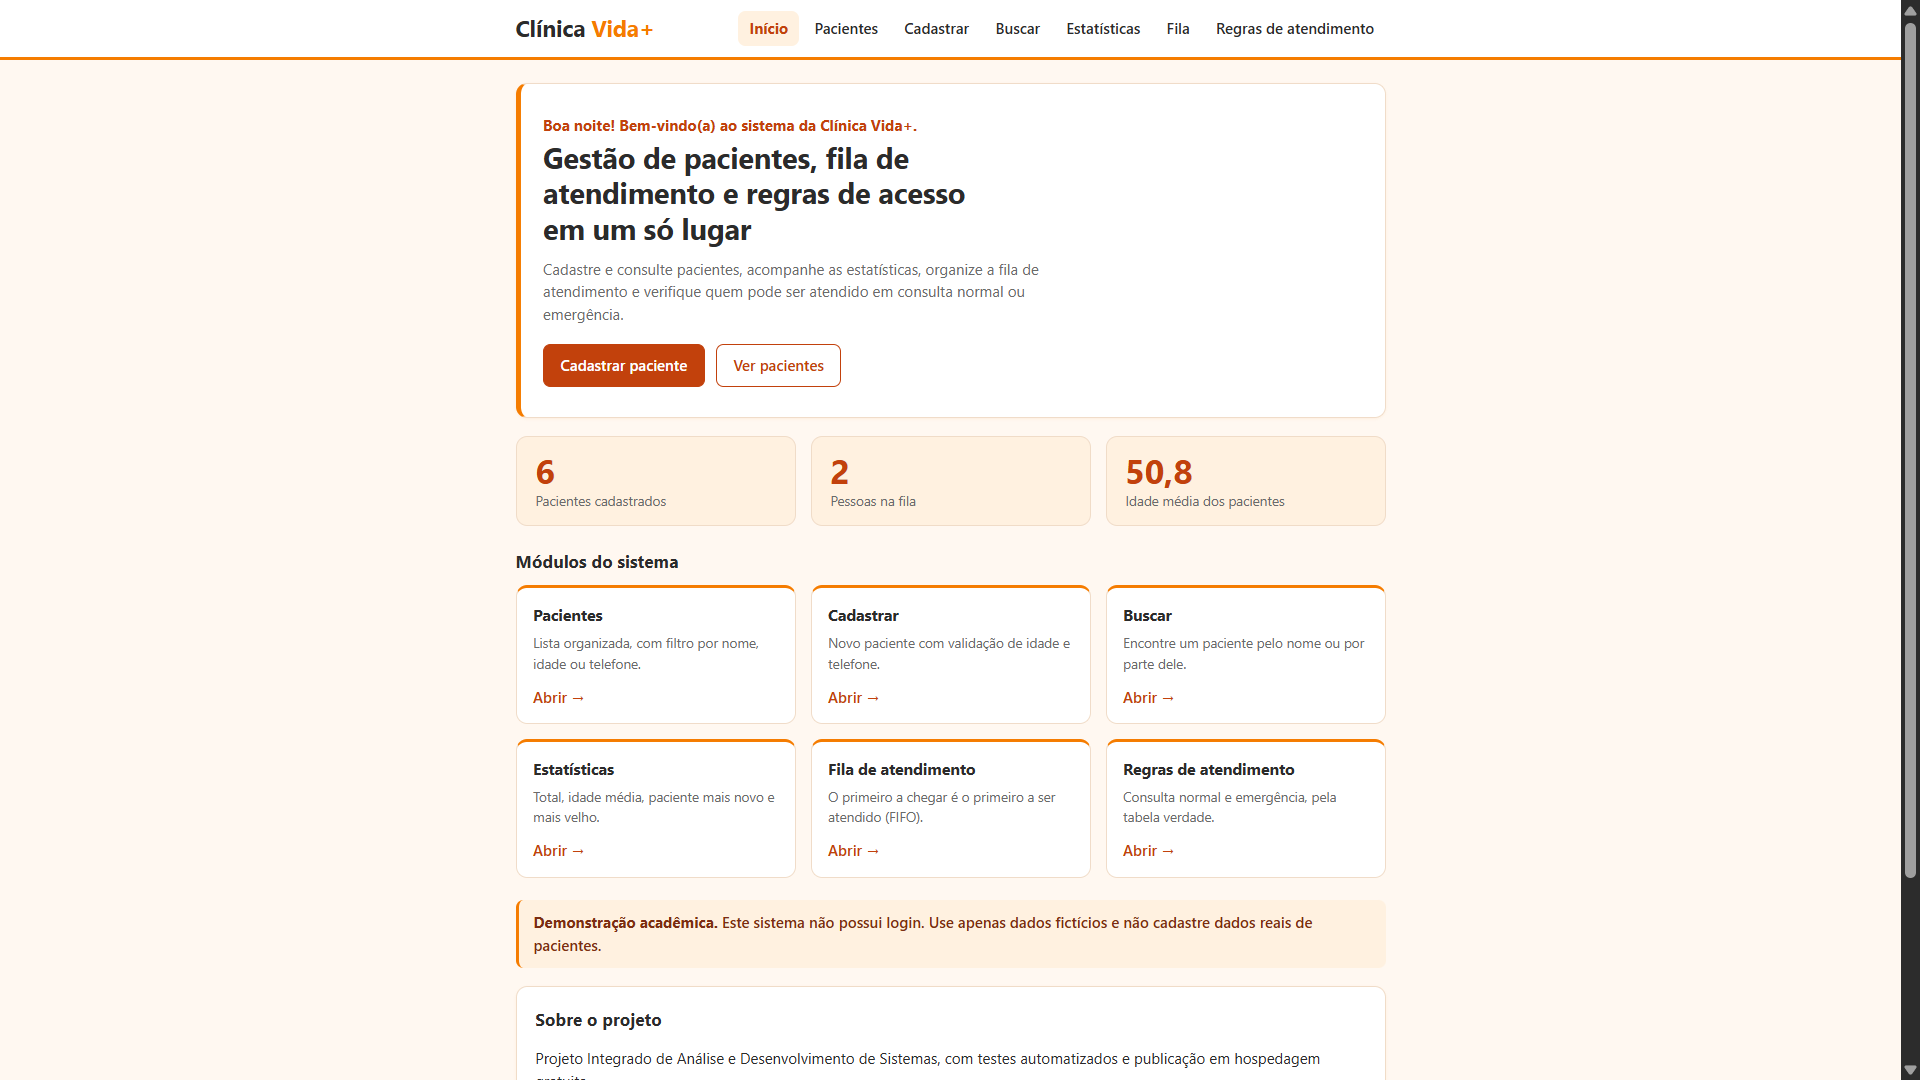 Clínica Vida+
Início
Pacientes
Cadastrar
Buscar
Estatísticas
Fila
Regras de atendimento
Boa noite! Bem-vindo(a) ao sistema da Clínica Vida+.
Gestão de pacientes, fila de
atendimento e regras de acesso
em um só lugar
Cadastre e consulte pacientes, acompanhe as estatísticas, organize a fila de
atendimento e verifique quem pode ser atendido em consulta normal ou
emergência.
Cadastrar paciente
Ver pacientes
6
Pacientes cadastrados
2
Pessoas na fila
50,8
Idade média dos pacientes
Módulos do sistema
Pacientes
Lista organizada, com filtro por nome,
idade ou telefone.
Abrir →
Cadastrar
Novo paciente com validação de idade e
telefone.
Abrir →
Buscar
Encontre um paciente pelo nome ou por
parte dele.
Abrir →
Estatísticas
Total, idade média, paciente mais novo e
mais velho.
Abrir →
Fila de atendimento
O primeiro a chegar é o primeiro a ser
atendido (FIFO).
Abrir →
Regras de atendimento
Consulta normal e emergência, pela
tabela verdade.
Abrir →
Demonstração acadêmica. Este sistema não possui login. Use apenas dados fictícios e não cadastre dados reais de
pacientes.
Sobre o projeto
Projeto Integrado de Análise e Desenvolvimento de Sistemas, com testes automatizados e publicação em hospedagem